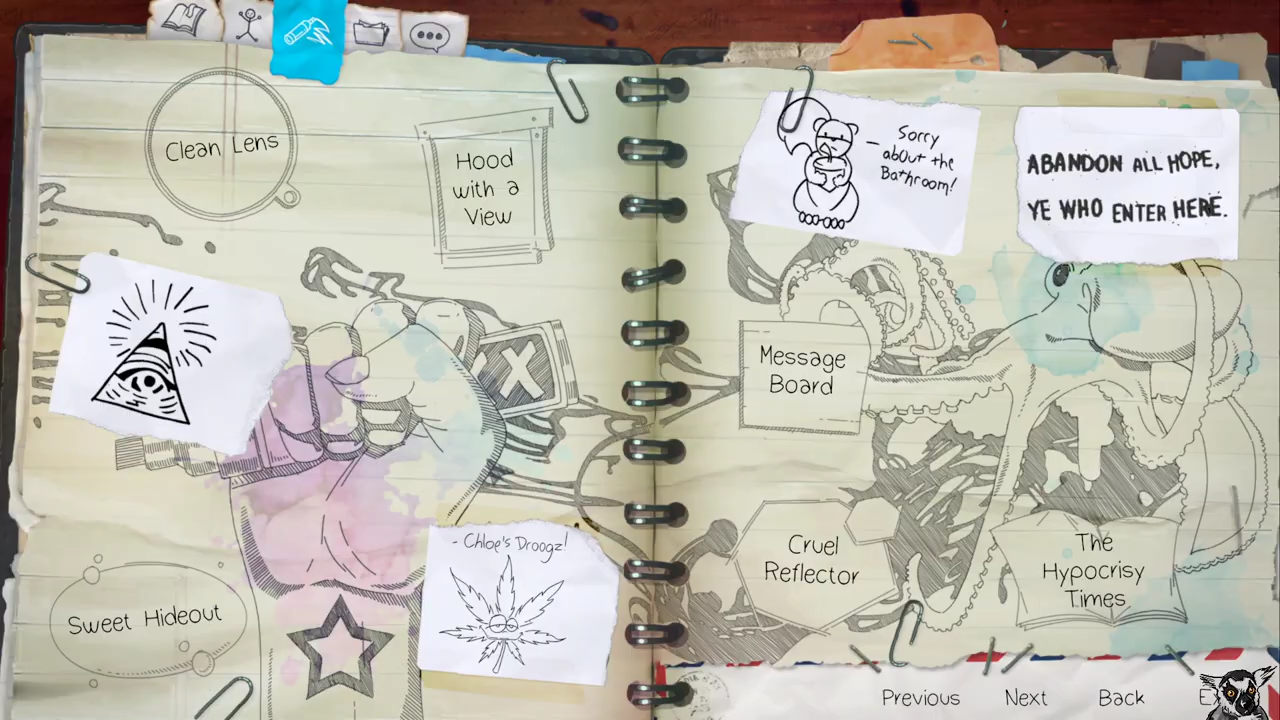 Clean Lens
Hood
with a
View
- Chloe's Droogz!
Sweet Hideout
- Sorry
about the
Bathroom!
ABANDON ALL HOPE,
YE WHO ENTER HERE.
Message
Board
Cruel
Reflector
The
Hypocrisy
Times
Previous
Next
Back